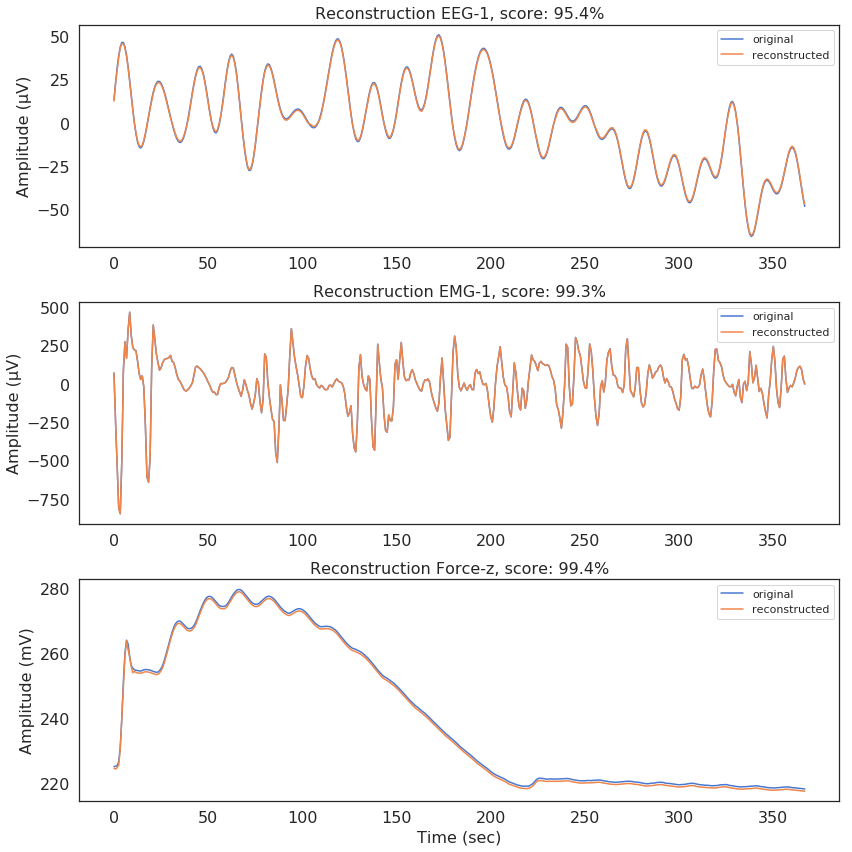 Reconstruction EEG-1, score: 95.4%
Amplitude (μV)
50
25
0
−25
−50
original
reconstructed
0 50 100 150 200 250 300 350
Reconstruction EMG-1, score: 99.3%
Amplitude (μV)
500
250
0
−250
−500
−750
original
reconstructed
0 50 100 150 200 250 300 350
Reconstruction Force-z, score: 99.4%
Amplitude (mV)
280
260
240
220
original
reconstructed
0 50 100 150 200 250 300 350
Time (sec)